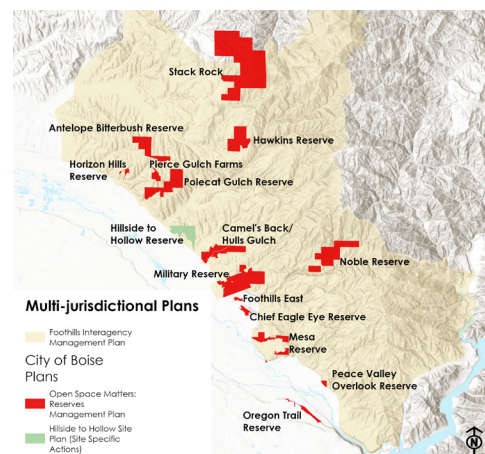 Stack Rock
Antelope Bitterbush Reserve
Hawkins Reserve
Horizon Hills
Reserve
Pierce Gulch Farms
Polecat Gulch Reserve
Hillside to
Hollow Reserve
Camel's Back/
Hulls Gulch
Noble Reserve
Military Reserve
Foothills East
Chief Eagle Eye Reserve
Mesa
Reserve
Peace Valley
Overlook Reserve
Oregon Trail
Reserve
Multi-jurisdictional Plans
Foothills Interagency
Management Plan
City of Boise
Plans
Open Space Matters:
Reserves
Management Plan
Hillside to Hollow Site
Plan (Site Specific
Actions)
N